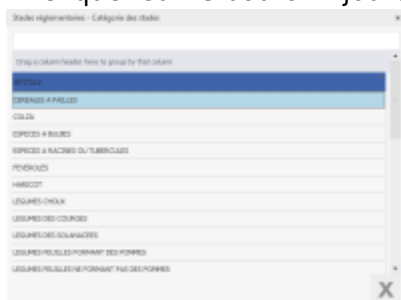 Stades réglementaires - Catégorie des stades
Drag a column header here to group by that column
CEREALES A PAILLES
COLZA
ESPECES A BULBES
ESPECES A RACINES OU TUBERCULES
FEVEROLES
HARICOT
LEGUMES CHOUX
LEGUMES DES COURGES
LEGUMES DES SOLANACEES
LEGUMES FEUILLES FORMANT DES POMMES
LEGUMES FEUILLES NE FORMANT PAS DES POMMES
X